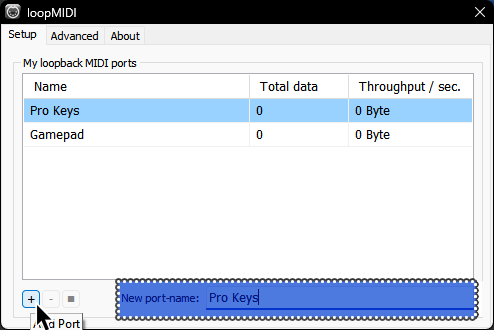 loopMIDI
Setup Advanced About
My loopback MIDI ports
Name Total data Throughput / sec.
Pro Keys 0 0 Byte
Gamepad 0 0 Byte
+ - ■
New port-name: Pro Keys
Port